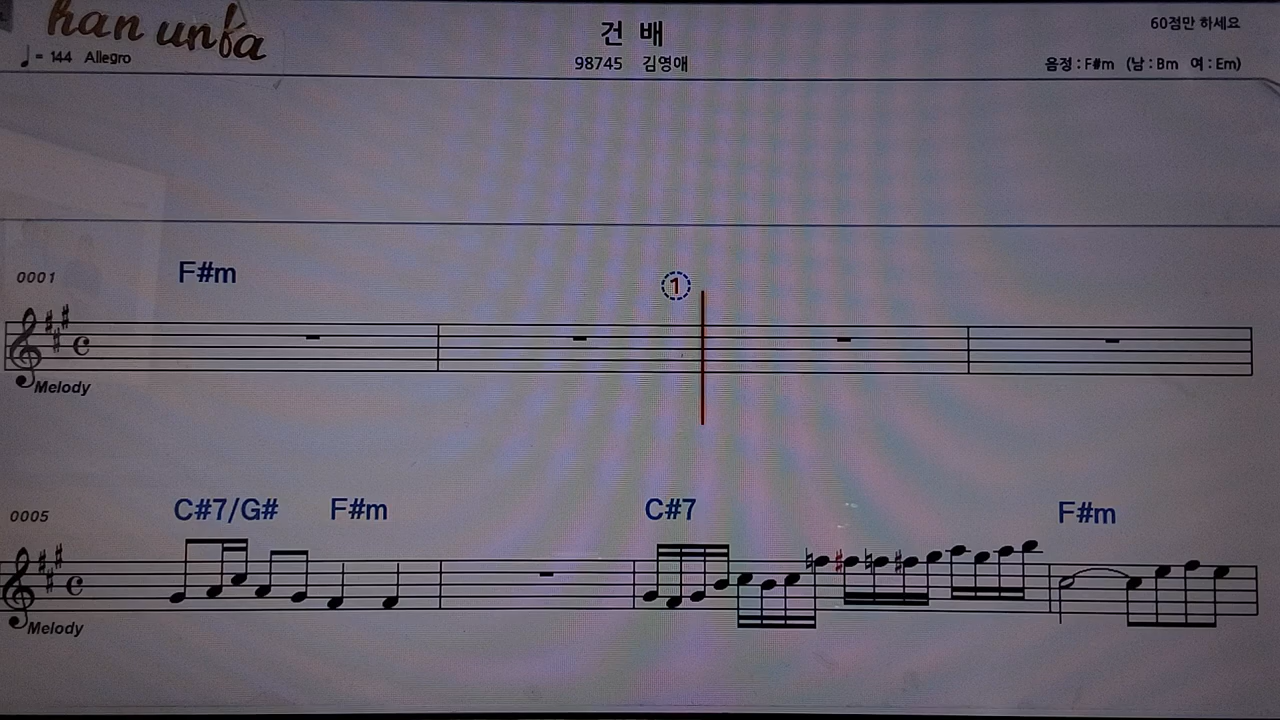 han unfa
건 배
60점만 하세요
♩= 144 Allegro
98745 김영애
음정 : F#m (남 : Bm 여 : Em)
0001
F#m
1
Melody
0005
C#7/G# F#m C#7 F#m
Melody